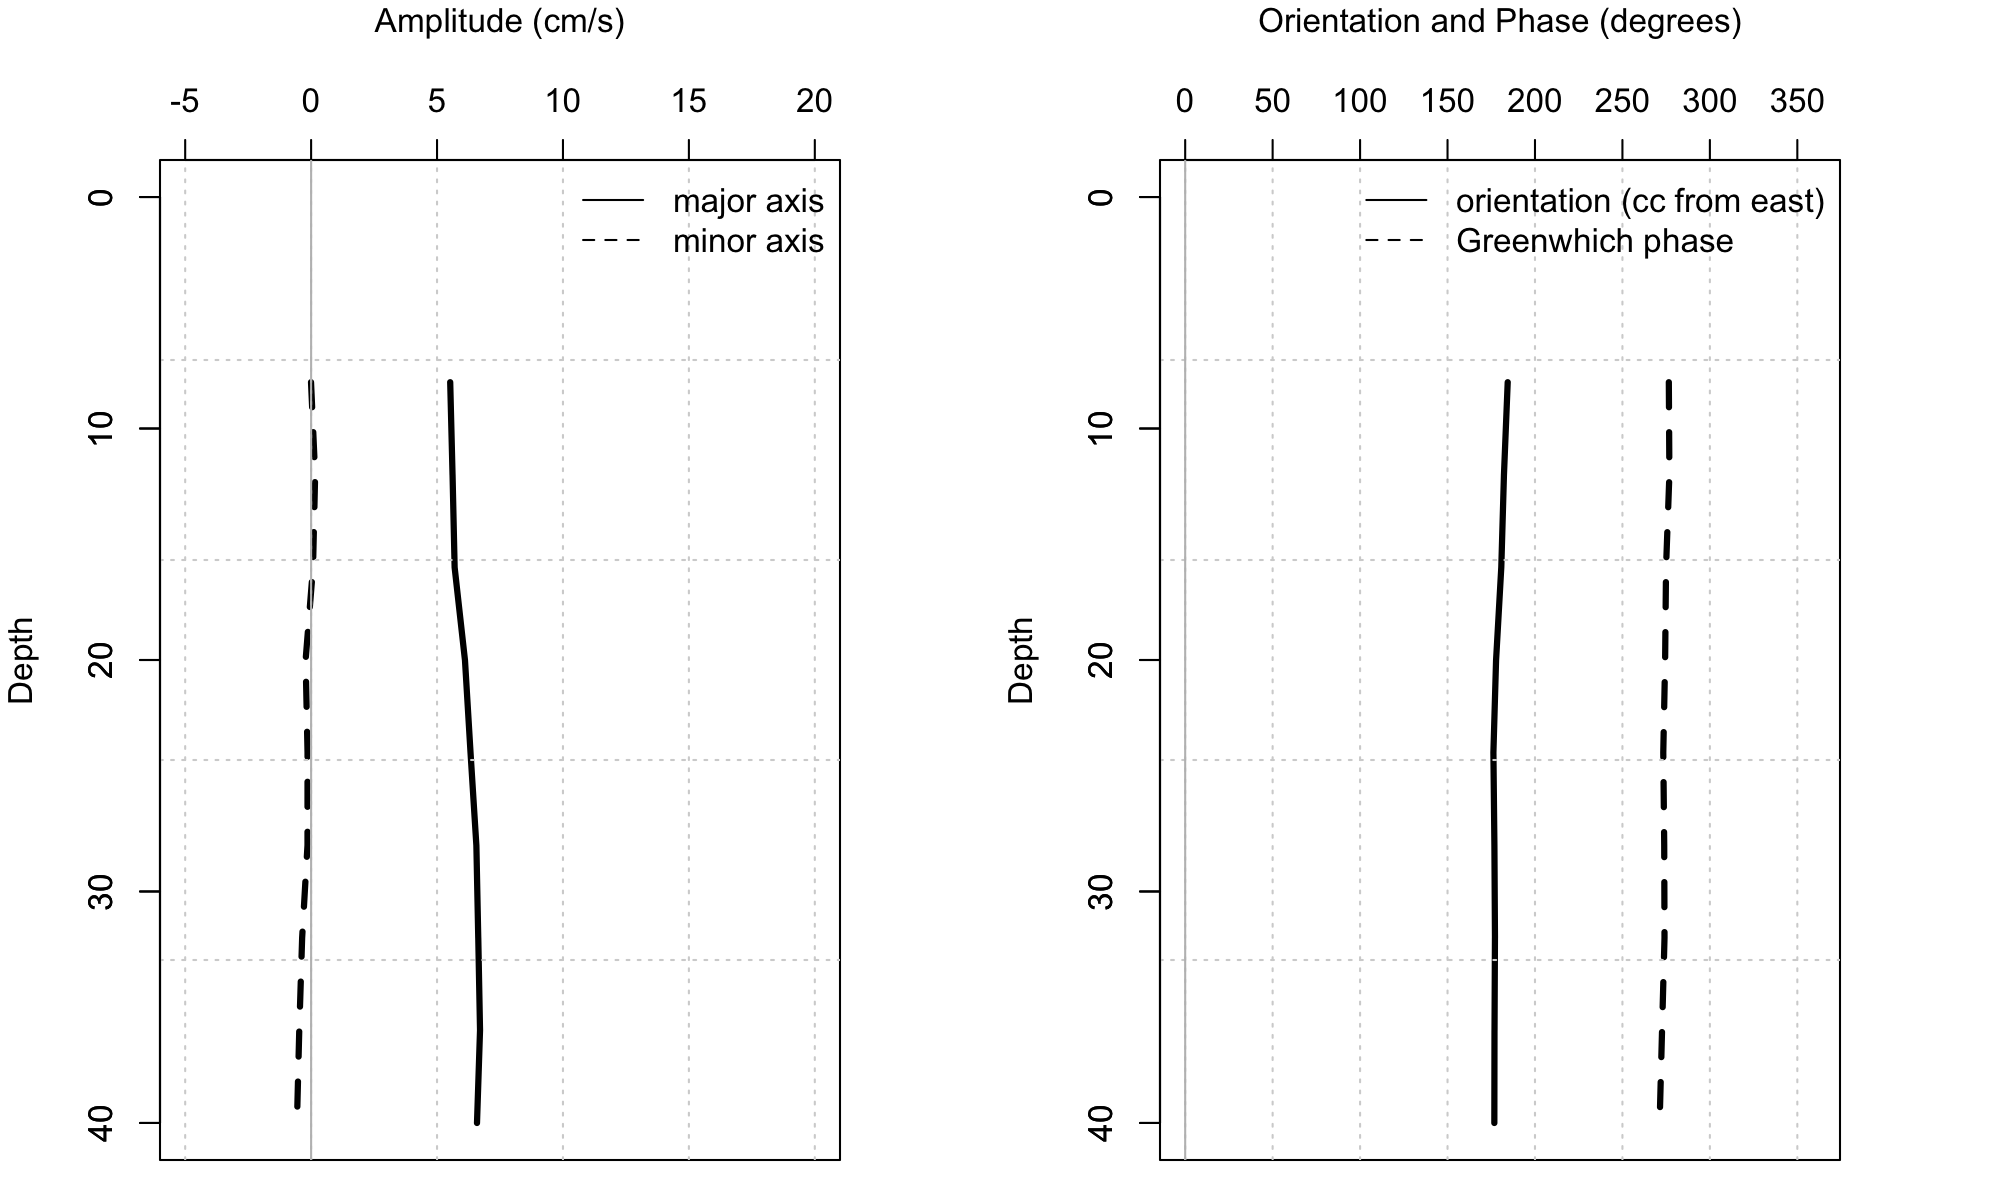 Amplitude (cm/s)
-5 0 5 10 15 20
major axis
minor axis
0
10
20
30
40
Depth
Orientation and Phase (degrees)
0 50 100 150 200 250 300 350
orientation (cc from east)
Greenwhich phase
0
10
20
30
40
Depth